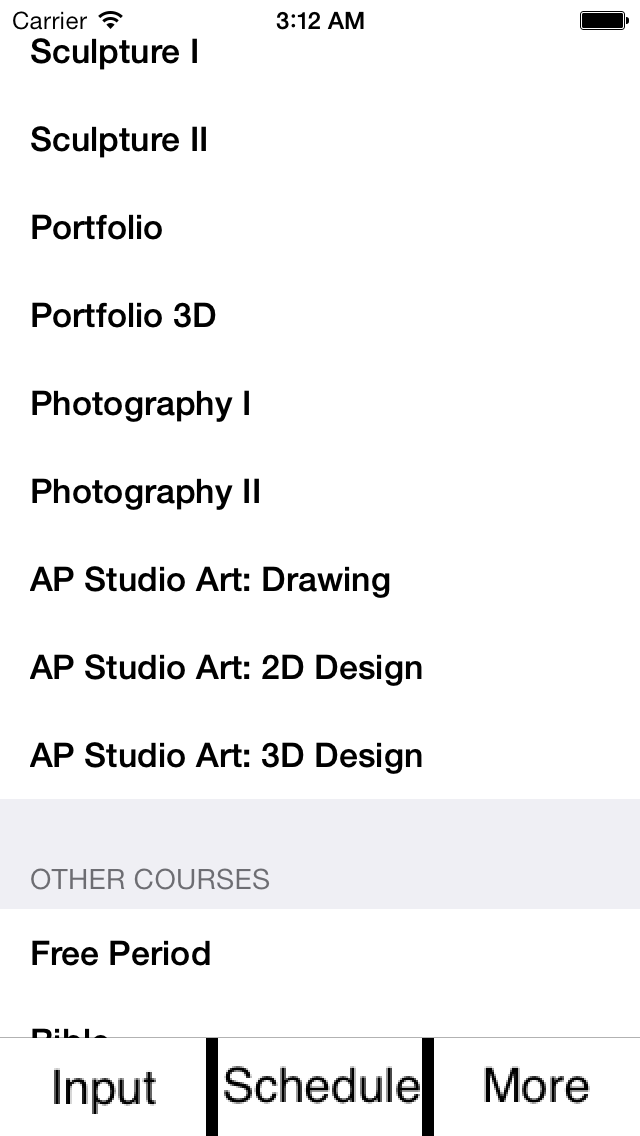 Carrier 3:12 AM
Sculpture I
Sculpture II
Portfolio
Portfolio 3D
Photography I
Photography II
AP Studio Art: Drawing
AP Studio Art: 2D Design
AP Studio Art: 3D Design
OTHER COURSES
Free Period
Bible
Input Schedule More